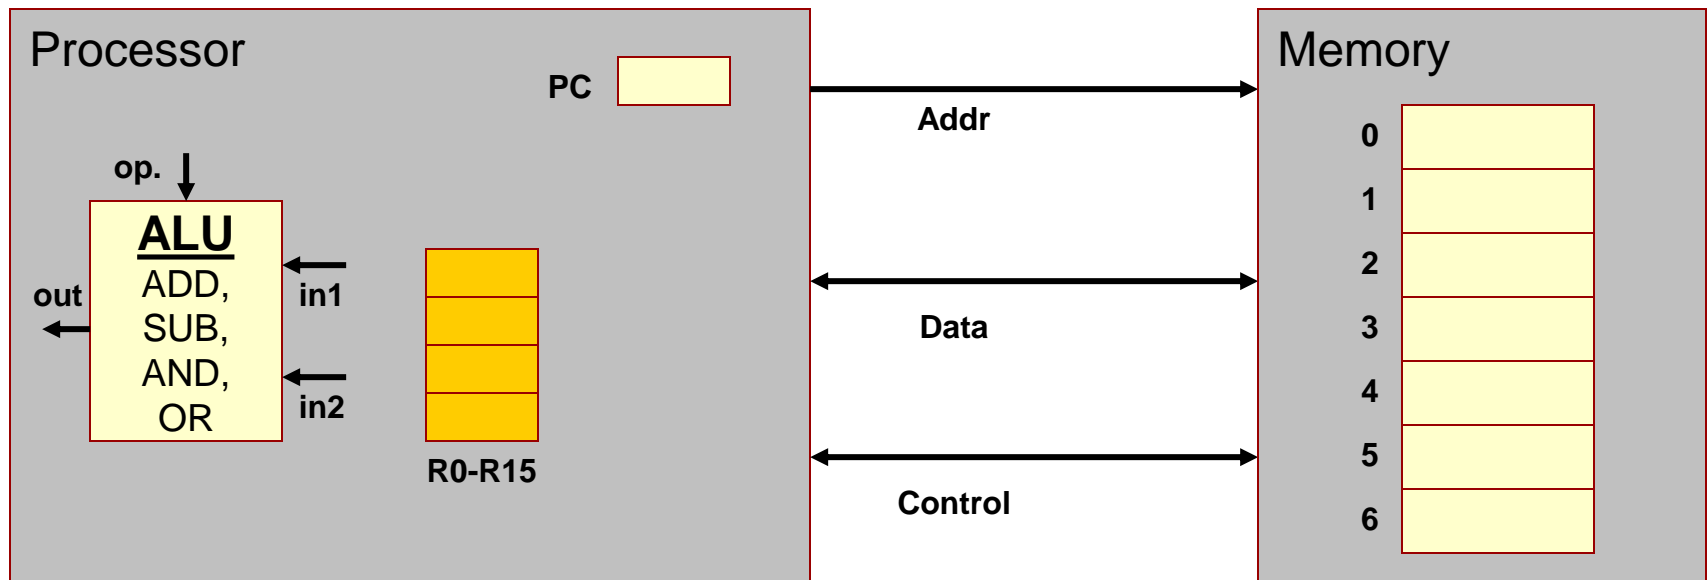 Processor
PC
op.
ALU
ADD,
SUB,
AND,
OR
out
in1
in2
R0-R15
Addr
Data
Control
Memory
0
1
2
3
4
5
6